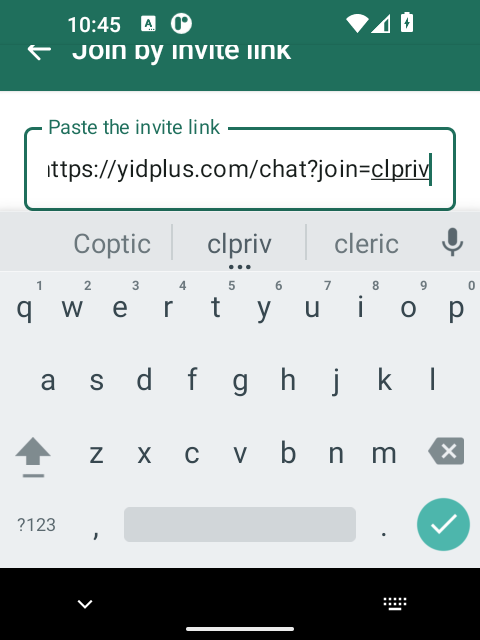 10:45
Join by invite link
Paste the invite link
https://yidplus.com/chat?join=clpriv
Coptic clpriv cleric
1 2 3 4 5 6 7 8 9 0
q w e r t y u i o p
a s d f g h j k l
z x c v b n m
?123 , .